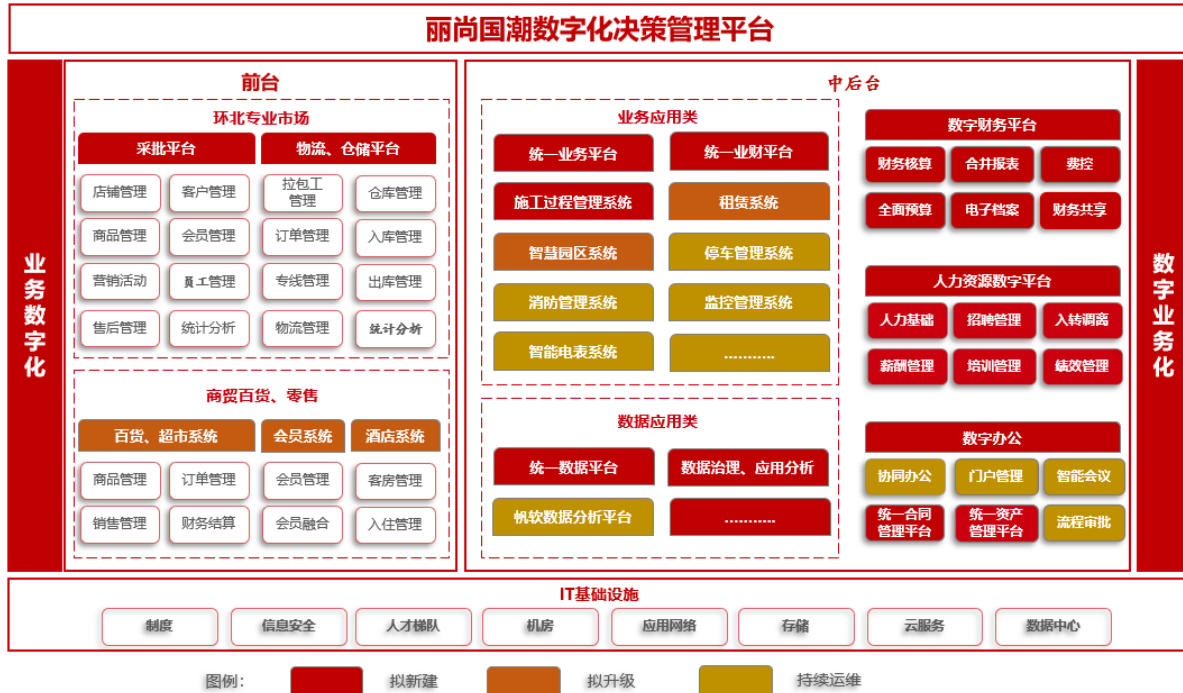 丽尚国潮数字化决策管理平台
业务数字化
前台
环北专业市场
采批平台
物流、仓储平台
店铺管理
客户管理
拉包工
管理
仓库管理
商品管理
会员管理
订单管理
入库管理
营销活动
员工管理
专线管理
出库管理
售后管理
统计分析
物流管理
统计分析
商贸百货、零售
百货、超市系统
会员系统
酒店系统
商品管理
订单管理
会员管理
客房管理
销售管理
财务结算
会员融合
入住管理
中后台
业务应用类
统一业务平台
统一业财平台
施工过程管理系统
租赁系统
智慧园区系统
停车管理系统
消防管理系统
监控管理系统
智能电表系统
...........
数据应用类
统一数据平台
数据治理、应用分析
帆软数据分析平台
...........
数字财务平台
财务核算
合并报表
费控
全面预算
电子档案
财务共享
人力资源数字平台
人力基础
招聘管理
入转调离
薪酬管理
培训管理
绩效管理
数字办公
协同办公
门户管理
智能会议
统一合同
管理平台
统一资产
管理平台
流程审批
数字业务化
IT基础设施
制度
信息安全
人才梯队
机房
应用网络
存储
云服务
数据中心
图例：
拟新建
拟升级
持续运维